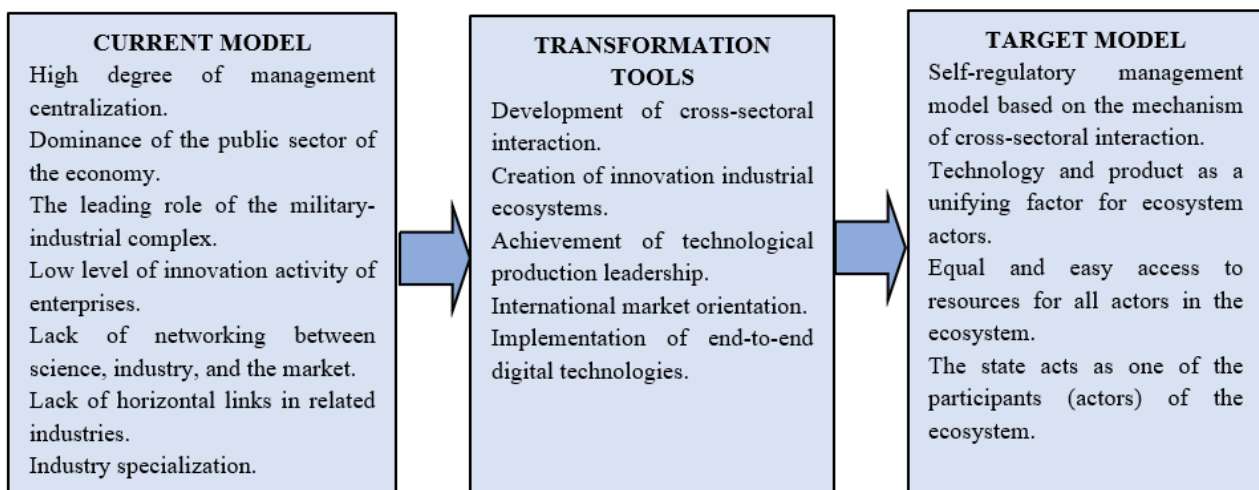 CURRENT MODEL
High degree of management
centralization.
Dominance of the public sector of
the economy.
The leading role of the military-
industrial complex.
Low level of innovation activity of
enterprises.
Lack of networking between
science, industry, and the market.
Lack of horizontal links in related
industries.
Industry specialization.
TRANSFORMATION
TOOLS
Development of cross-sectoral
interaction.
Creation of innovation industrial
ecosystems.
Achievement of technological
production leadership.
International market orientation.
Implementation of end-to-end
digital technologies.
TARGET MODEL
Self-regulatory management
model based on the mechanism
of cross-sectoral interaction.
Technology and product as a
unifying factor for ecosystem
actors.
Equal and easy access to
resources for all actors in the
ecosystem.
The state acts as one of the
participants (actors) of the
ecosystem.